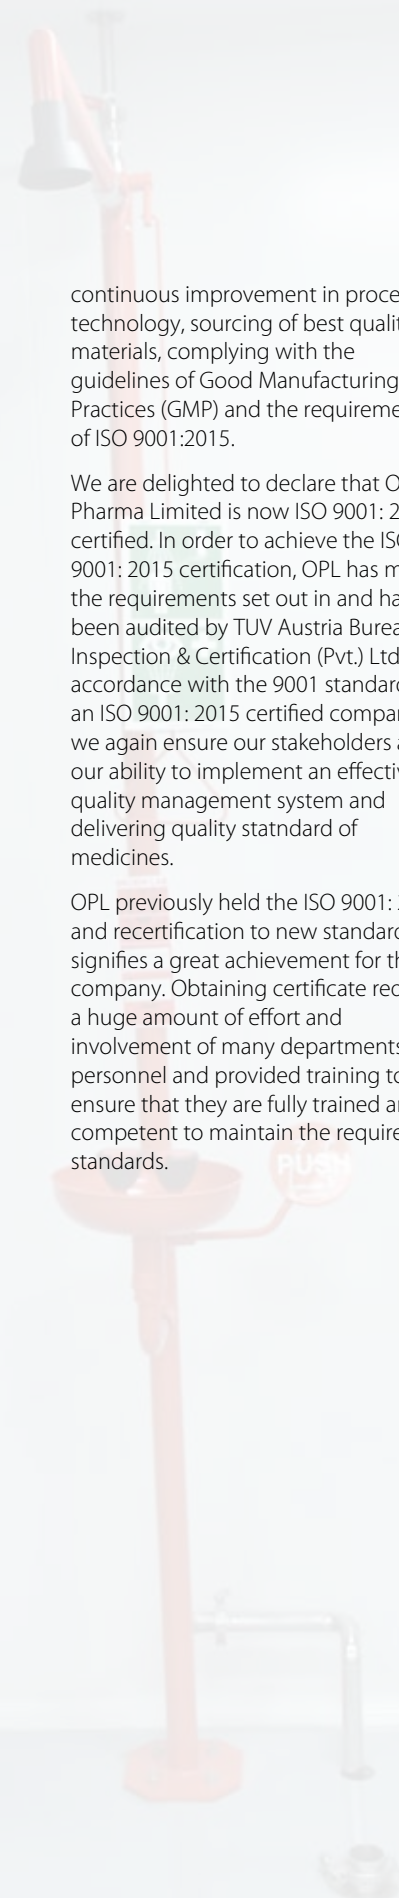 continuous improvement in proce
technology, sourcing of best qualit
materials, complying with the
guidelines of Good Manufacturing
Practices (GMP) and the requireme
of ISO 9001:2015.
We are delighted to declare that O
Pharma Limited is now ISO 9001: 2
certified. In order to achieve the ISO
9001: 2015 certification, OPL has m
the requirements set out in and ha
been audited by TUV Austria Burea
Inspection & Certification (Pvt.) Ltd
accordance with the 9001 standard
an ISO 9001: 2015 certified compan
we again ensure our stakeholders a
our ability to implement an effectiv
quality management system and
delivering quality statndard of
medicines.
OPL previously held the ISO 9001: 2
and recertification to new standard
signifies a great achievement for th
company. Obtaining certificate req
a huge amount of effort and
involvement of many departments
personnel and provided training to
ensure that they are fully trained an
competent to maintain the require
standards.
PUSH